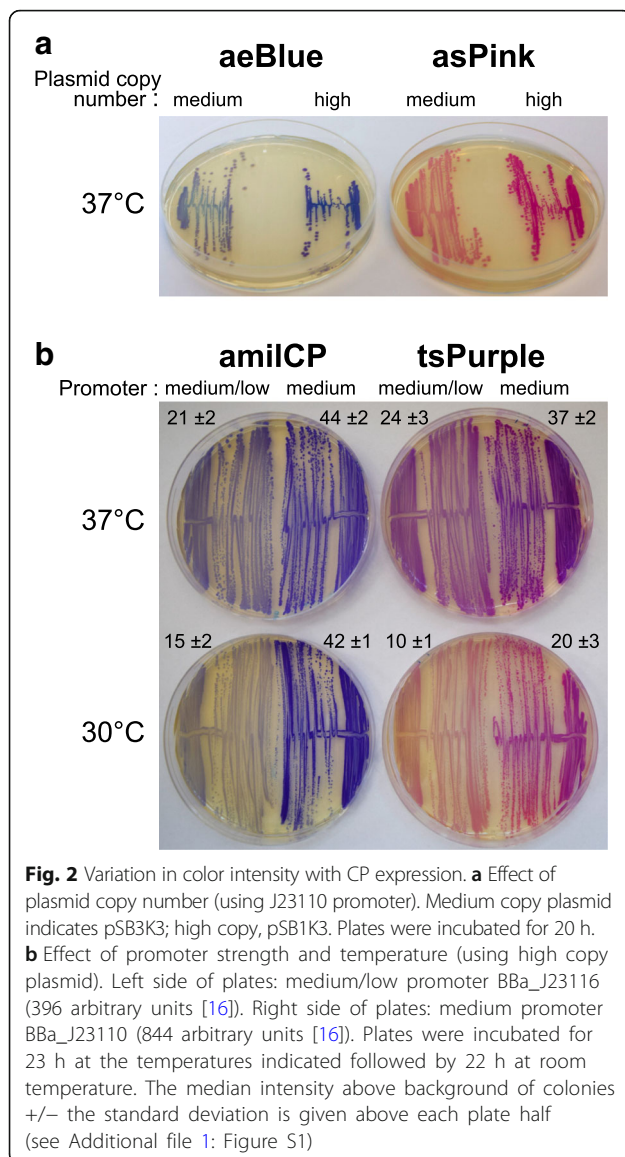 a
aeBlue asPink
Plasmid copy
number : medium high medium high
37°C
b
amilCP tsPurple
Promoter : medium/low medium medium/low medium
21 ±2 44 ±2 24 ±3 37 ±2
37°C
15 ±2 42 ±1 10 ±1 20 ±3
30°C
Fig. 2 Variation in color intensity with CP expression. a Effect of
plasmid copy number (using J23110 promoter). Medium copy plasmid
indicates pSB3K3; high copy, pSB1K3. Plates were incubated for 20 h.
b Effect of promoter strength and temperature (using high copy
plasmid). Left side of plates: medium/low promoter BBa_J23116
(396 arbitrary units [16]). Right side of plates: medium promoter
BBa_J23110 (844 arbitrary units [16]). Plates were incubated for
23 h at the temperatures indicated followed by 22 h at room
temperature. The median intensity above background of colonies
+/− the standard deviation is given above each plate half
(see Additional file 1: Figure S1)